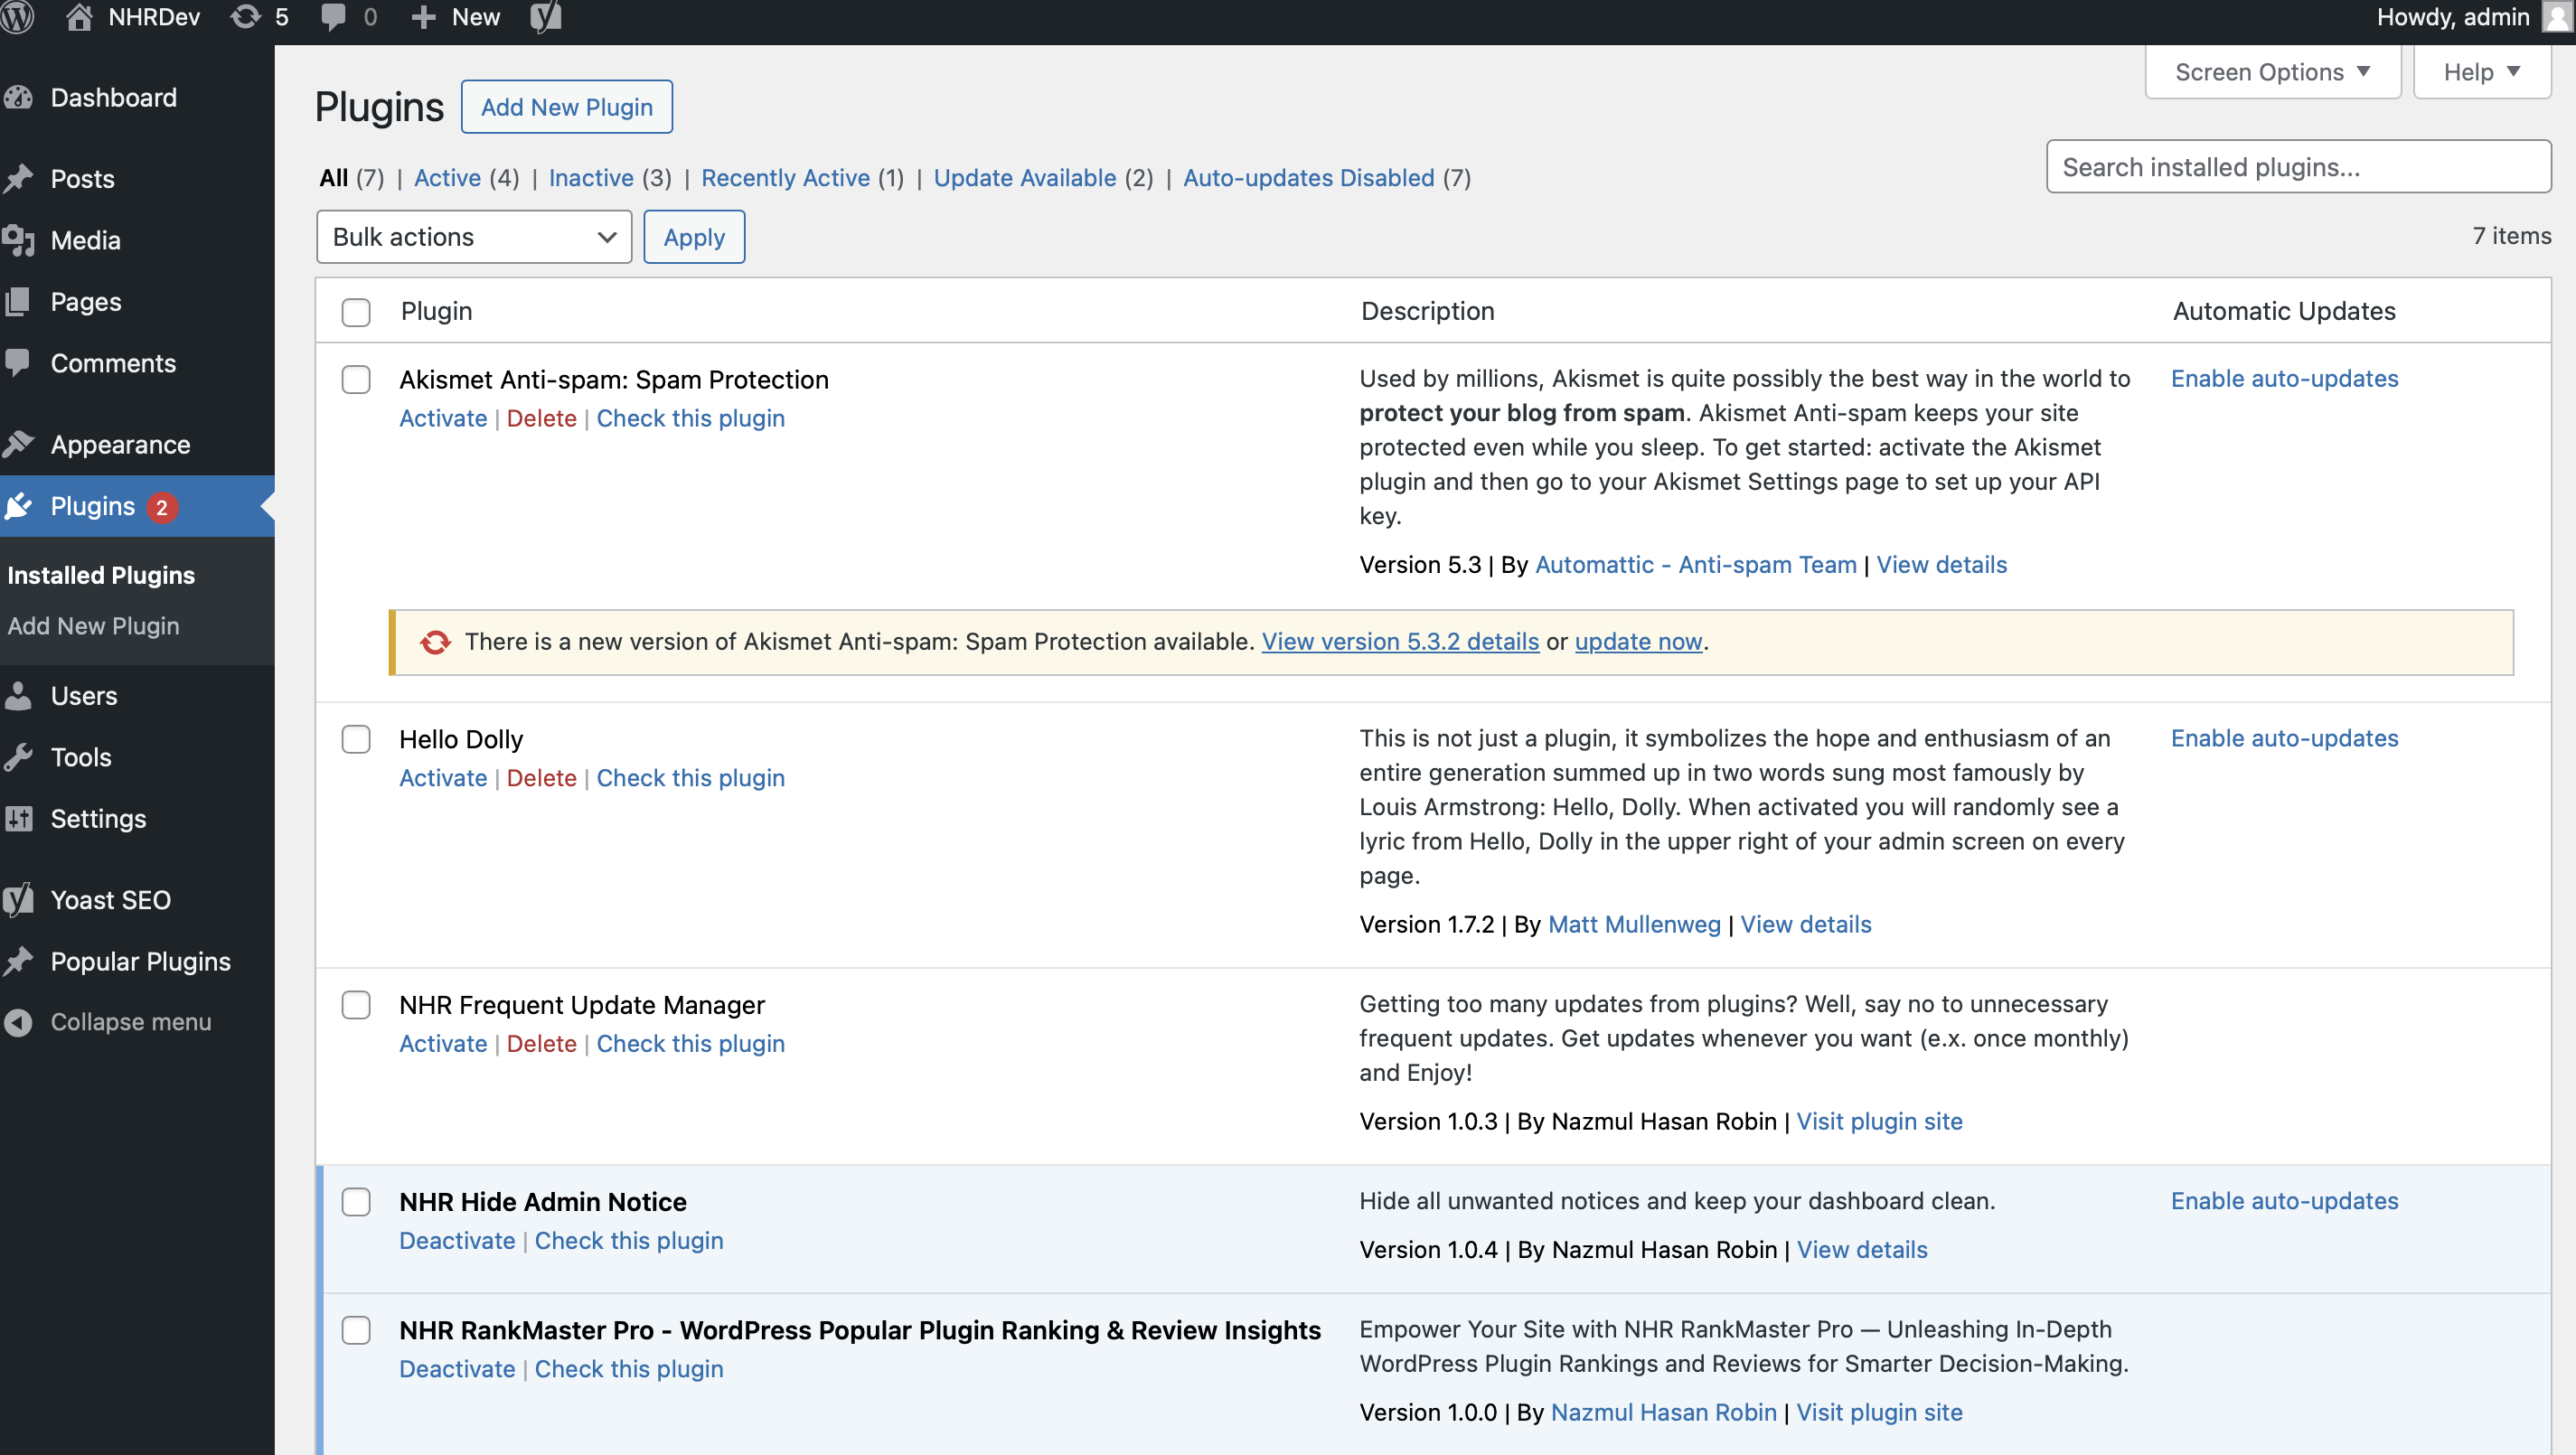 NHRDev 5 0 New Howdy, admin
Screen Options Help
Dashboard
Posts
Media
Pages
Comments
Appearance
Plugins 2
Installed Plugins
Add New Plugin
Users
Tools
Settings
Yoast SEO
Popular Plugins
Collapse menu
Plugins Add New Plugin
All (7) | Active (4) | Inactive (3) | Recently Active (1) | Update Available (2) | Auto-updates Disabled (7)
Search installed plugins...
Bulk actions Apply
7 items
Plugin Description Automatic Updates
Akismet Anti-spam: Spam Protection
Activate | Delete | Check this plugin
Used by millions, Akismet is quite possibly the best way in the world to
protect your blog from spam. Akismet Anti-spam keeps your site
protected even while you sleep. To get started: activate the Akismet
plugin and then go to your Akismet Settings page to set up your API
key.
Version 5.3 | By Automattic - Anti-spam Team | View details
Enable auto-updates
There is a new version of Akismet Anti-spam: Spam Protection available. View version 5.3.2 details or update now.
Hello Dolly
Activate | Delete | Check this plugin
This is not just a plugin, it symbolizes the hope and enthusiasm of an
entire generation summed up in two words sung most famously by
Louis Armstrong: Hello, Dolly. When activated you will randomly see a
lyric from Hello, Dolly in the upper right of your admin screen on every
page.
Version 1.7.2 | By Matt Mullenweg | View details
Enable auto-updates
NHR Frequent Update Manager
Activate | Delete | Check this plugin
Getting too many updates from plugins? Well, say no to unnecessary
frequent updates. Get updates whenever you want (e.x. once monthly)
and Enjoy!
Version 1.0.3 | By Nazmul Hasan Robin | Visit plugin site
NHR Hide Admin Notice
Deactivate | Check this plugin
Hide all unwanted notices and keep your dashboard clean.
Version 1.0.4 | By Nazmul Hasan Robin | View details
Enable auto-updates
NHR RankMaster Pro - WordPress Popular Plugin Ranking & Review Insights
Deactivate | Check this plugin
Empower Your Site with NHR RankMaster Pro — Unleashing In-Depth
WordPress Plugin Rankings and Reviews for Smarter Decision-Making.
Version 1.0.0 | By Nazmul Hasan Robin | Visit plugin site